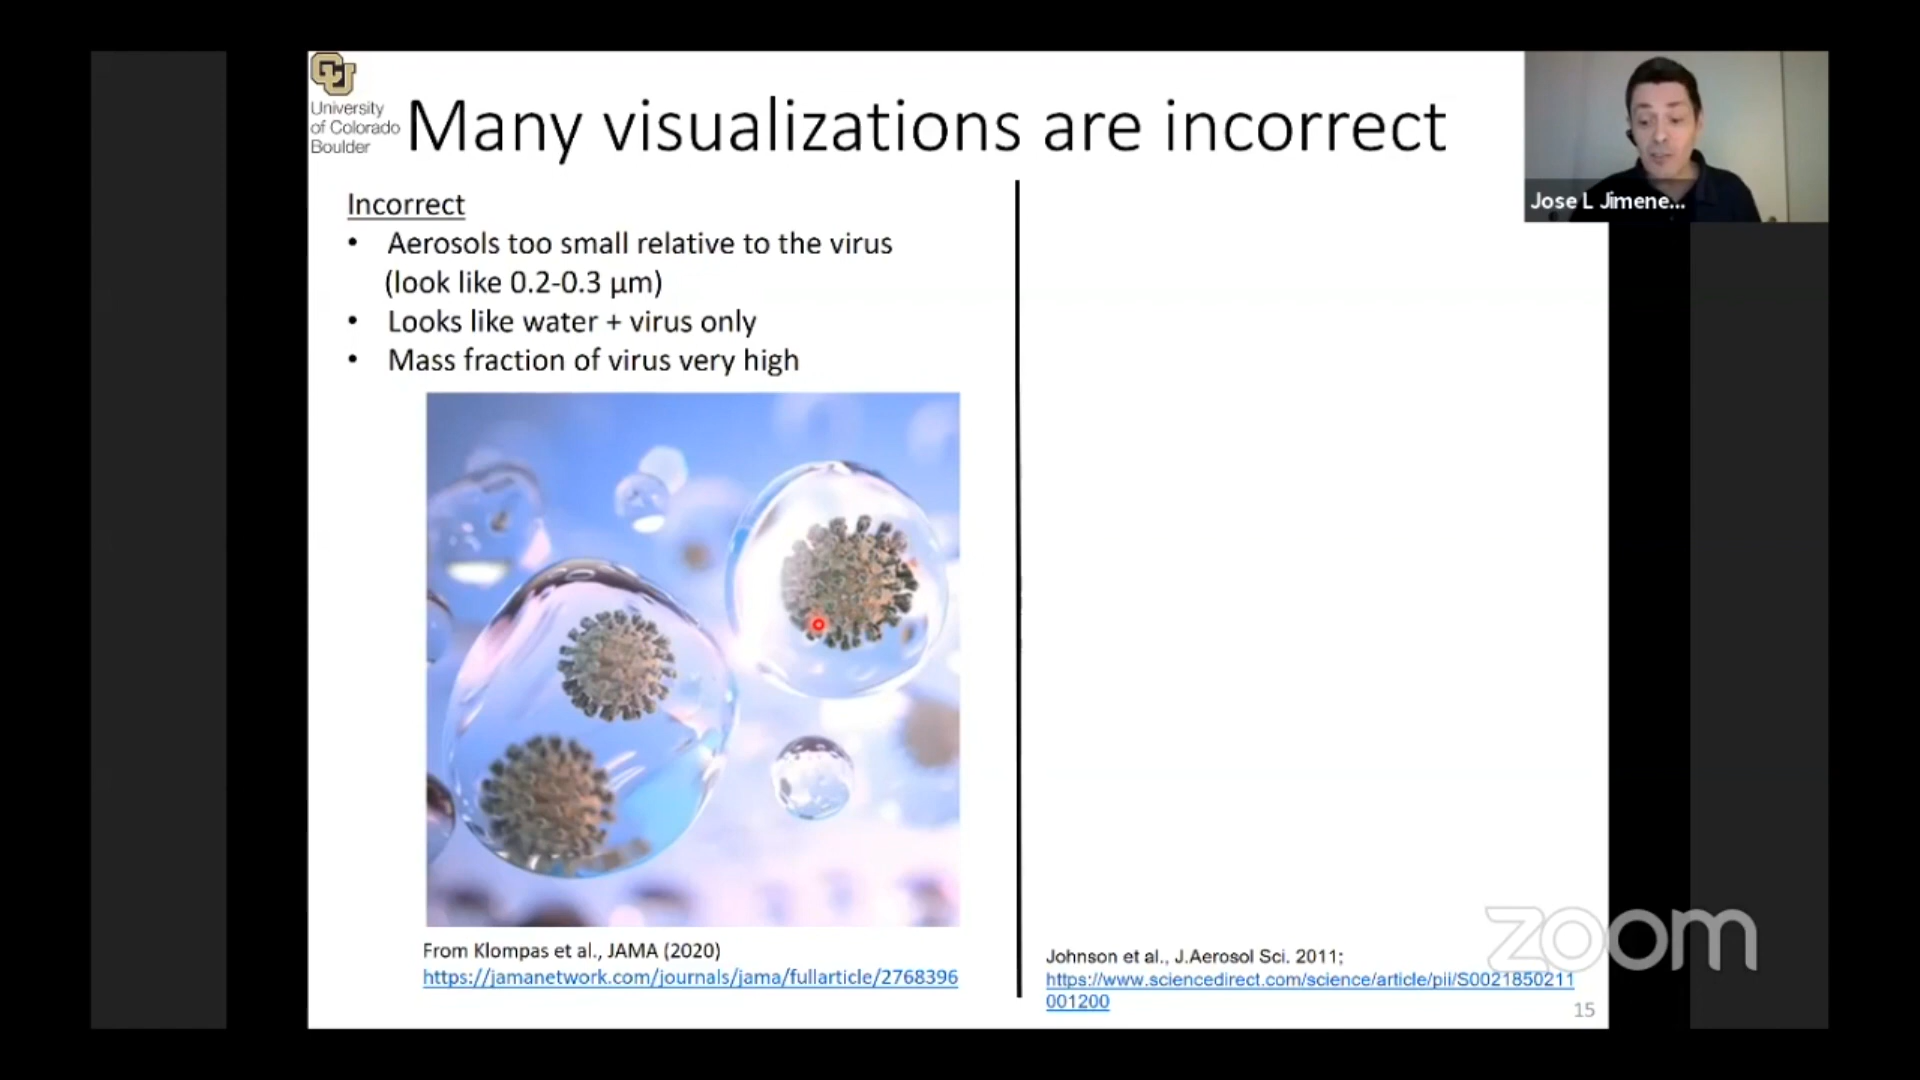 University
of Colorado
Boulder
Many visualizations are incorrect
Jose L Jimene...
Incorrect
• Aerosols too small relative to the virus
(look like 0.2-0.3 μm)
• Looks like water + virus only
• Mass fraction of virus very high
From Klompas et al., JAMA (2020)
https://jamanetwork.com/journals/jama/fullarticle/2768396
Johnson et al., J.Aerosol Sci. 2011;
https://www.sciencedirect.com/science/article/pii/S0021850211
001200
15
zoom